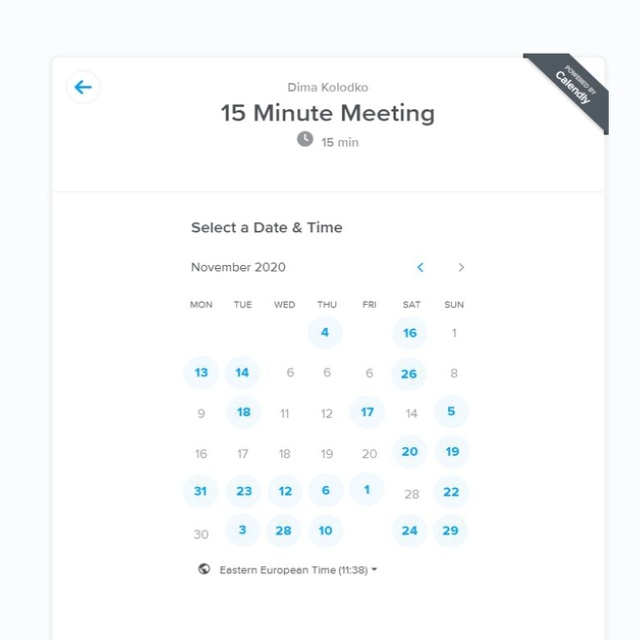 POWERED BY
Calendly
Dima Kolodko
15 Minute Meeting
15 min
Select a Date & Time
November 2020
MON TUE WED THU FRI SAT SUN
4 16 1
13 14 6 6 6 26 8
9 18 11 12 17 14 5
16 17 18 19 20 20 19
31 23 12 6 1 28 22
30 3 28 10 24 29
Eastern European Time (11:38)